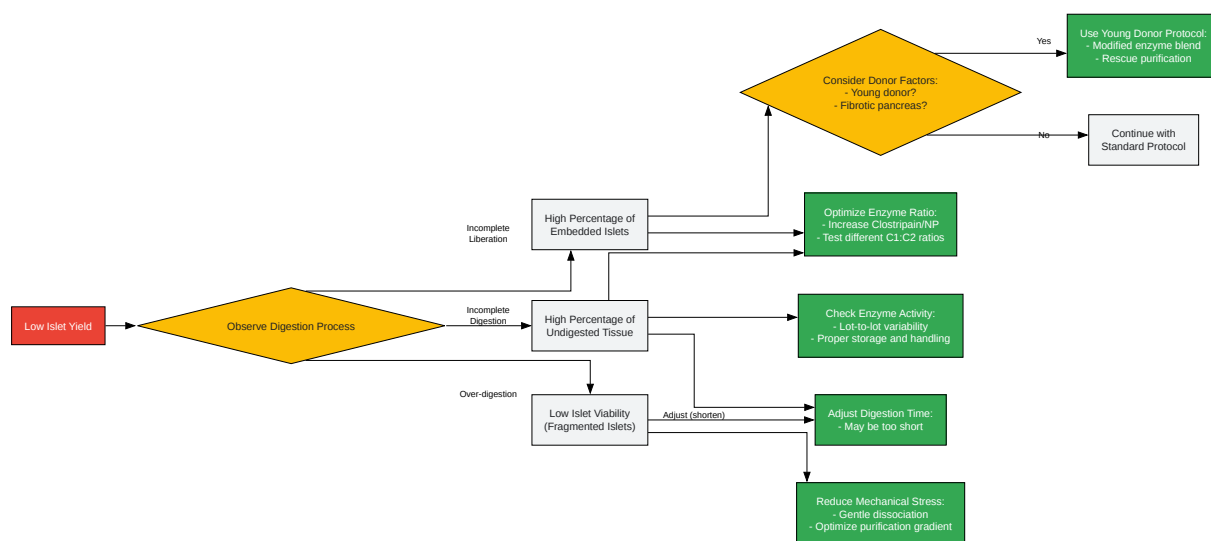 Low Islet Yield
Observe Digestion Process
Incomplete
Liberation
Incomplete
Digestion
Over-digestion
High Percentage of
Embedded Islets
High Percentage of
Undigested Tissue
Low Islet Viability
(Fragmented Islets)
Adjust (shorten)
Consider Donor Factors:
- Young donor?
- Fibrotic pancreas?
Yes
No
Use Young Donor Protocol:
- Modified enzyme blend
- Rescue purification
Continue with
Standard Protocol
Optimize Enzyme Ratio:
- Increase Clostripain/NP
- Test different C1:C2 ratios
Check Enzyme Activity:
- Lot-to-lot variability
- Proper storage and handling
Adjust Digestion Time:
- May be too short
Reduce Mechanical Stress:
- Gentle dissociation
- Optimize purification gradient